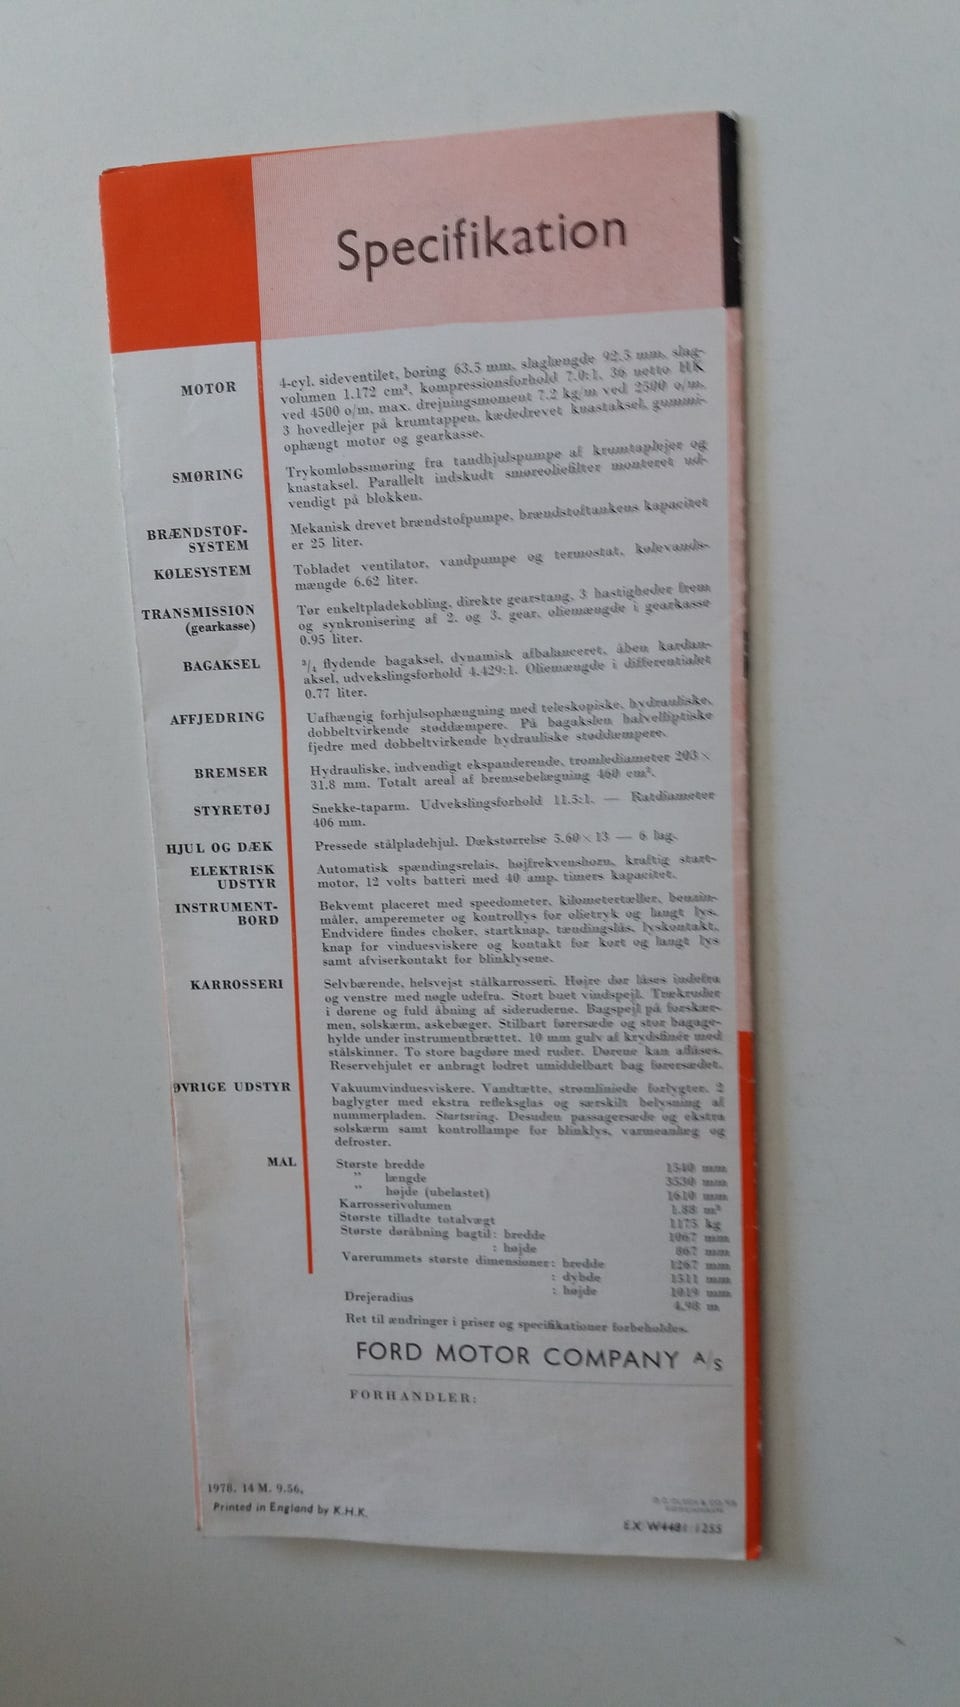 Specifikation
MOTOR
4-cyl. sideventilet, boring 63.5 mm, slaglængde 92.5 mm, slag-
volumen 1.172 cm³, kompressionsforhold 7.0:1, 36 netto HK
ved 4500 o/m, max. drejningsmoment 7.2 kg/m ved 2500 o/m.
3 hovedlejer på krumtappen, kædedrevet knastaksel, gummi-
ophængt motor og gearkasse.
SMØRING
Trykomløbssmøring fra tandhjulspumpe af krumtaplejer og
knastaksel. Parallelt indskudt smøreoliefilter monteret ud-
vendigt på blokken.
BRÆNDSTOF-
SYSTEM
Mekanisk drevet brændstofpumpe, brændstoftankens kapacitet
er 25 liter.
KØLESYSTEM
Tobladet ventilator, vandpumpe og termostat, kølevands-
mængde 6.62 liter.
TRANSMISSION
(gearkasse)
Tør enkeltpladekobling, direkte gearstang, 3 hastigheder frem
og synkronisering af 2. og 3. gear, oliemængde i gearkasse
0.95 liter.
BAGAKSEL
³/₄ flydende bagaksel, dynamisk afbalanceret, åben kardan-
aksel, udvekslingsforhold 4.429:1. Oliemængde i differentialet
0.77 liter.
AFFJEDRING
Uafhængig forhjulsophængning med teleskopiske, hydrauliske,
dobbeltvirkende støddæmpere. På bagakslen halvelliptiske
fjedre med dobbeltvirkende hydrauliske støddæmpere.
BREMSER
Hydrauliske, indvendigt ekspanderende, tromlediameter 203 ×
31.8 mm. Totalt areal af bremsebelægning 460 cm².
STYRETØJ
Snekke-taparm. Udvekslingsforhold 11.5:1. — Ratdiameter
406 mm.
HJUL OG DÆK
Pressede stålpladehjul. Dækstørrelse 5.60 × 13 — 6 lag.
ELEKTRISK
UDSTYR
Automatisk spændingsrelais, højfrekvenshorn, kraftig start-
motor, 12 volts batteri med 40 amp. timers kapacitet.
INSTRUMENT-
BORD
Bekvemt placeret med speedometer, kilometertæller, benzin-
måler, amperemeter og kontrollys for olietryk og langt lys.
Endvidere findes choker, startknap, tændingslås, lyskontakt,
knap for vinduesviskere og kontakt for kort og langt lys
samt afviserkontakt for blinklysene.
KARROSSERI
Selvbærende, helsvejst stålkarrosseri. Højre dør låses indefra
og venstre med nøgle udefra. Stort buet vindspejl. Trækruder
i dørene og fuld åbning af sideruderne. Bagspejl på forskær-
men, solskærm, askebæger. Stilbart førersæde og stor bagage-
hylde under instrumentbrættet. 10 mm gulv af krydsfinér med
stålskinner. To store bagdøre med ruder. Dørene kan aflåses.
Reservehjulet er anbragt lodret umiddelbart bag førersædet.
ØVRIGE UDSTYR
Vakuumvinduesviskere. Vandtætte, strømliniede forlygter, 2
baglygter med ekstra refleksglas og særskilt belysning af
nummerpladen. Startsving. Desuden passagersæde og ekstra
solskærm samt kontrollampe for blinklys, varmeanlæg og
defroster.
MAL
Største bredde 1540 mm
„ længde 3530 mm
„ højde (ubelastet) 1610 mm
Karrosserivolumen 1.88 m³
Største tilladte totalvægt 1175 kg
Største døråbning bagtil: bredde 1067 mm
: højde 867 mm
Varerummets største dimensioner: bredde 1267 mm
: dybde 1511 mm
: højde 1019 mm
Drejeradius 4.98 m
Ret til ændringer i priser og specifikationer forbeholdes.
FORD MOTOR COMPANY A/S
FORHANDLER:
1978. 14 M. 9.56.
Printed in England by K.H.K.